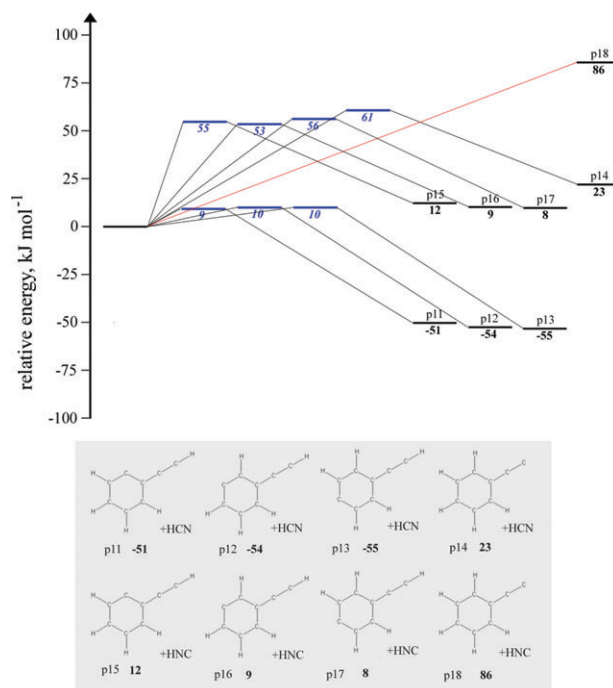 relative energy, kJ mol⁻¹
100
75
50
25
0
-25
-50
-75
-100
p18
86
61
56
55
53
p14
23
p15
12
p16
9
p17
8
9
10
10
p11
-51
p12
-54
p13
-55
+HCN
p11 -51
+HCN
p12 -54
+HCN
p13 -55
+HCN
p14 23
+HNC
p15 12
+HNC
p16 9
+HNC
p17 8
+HNC
p18 86